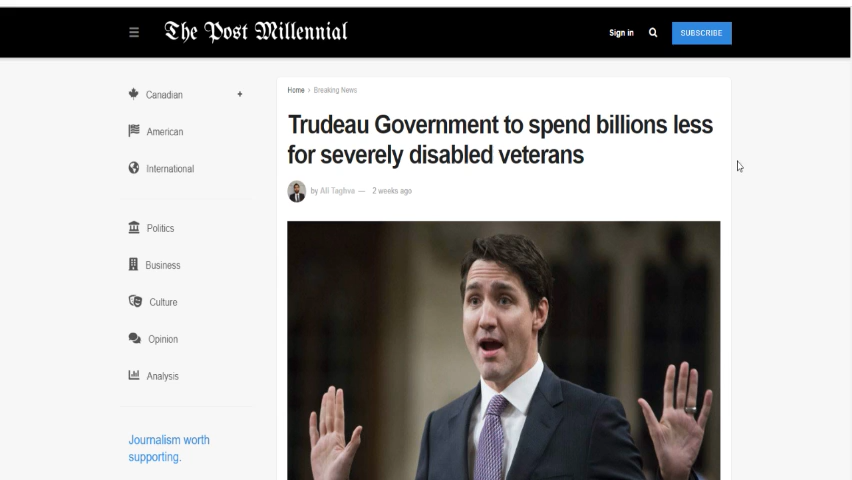 The Post Millennial
Sign in
SUBSCRIBE
Canadian +
American
International
Politics
Business
Culture
Opinion
Analysis
Journalism worth
supporting.
Home › Breaking News
Trudeau Government to spend billions less
for severely disabled veterans
by Ali Taghva — 2 weeks ago